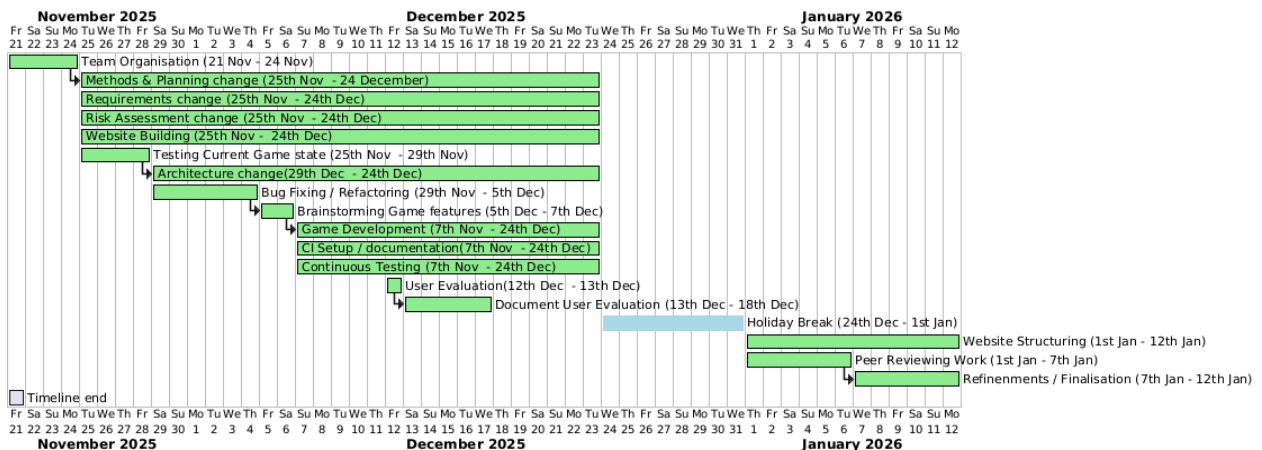 November 2025 December 2025 January 2026
Fr Sa Su Mo Tu We Th Fr Sa Su Mo Tu We Th Fr Sa Su Mo Tu We Th Fr Sa Su Mo Tu We Th Fr Sa Su Mo Tu We Th Fr Sa Su Mo Tu We Th Fr Sa Su Mo Tu We Th Fr Sa Su Mo
21 22 23 24 25 26 27 28 29 30 1 2 3 4 5 6 7 8 9 10 11 12 13 14 15 16 17 18 19 20 21 22 23 24 25 26 27 28 29 30 31 1 2 3 4 5 6 7 8 9 10 11 12
Team Organisation (21 Nov - 24 Nov)
Methods & Planning change (25th Nov - 24 December)
Requirements change (25th Nov - 24th Dec)
Risk Assessment change (25th Nov - 24th Dec)
Website Building (25th Nov - 24th Dec)
Testing Current Game state (25th Nov - 29th Nov)
Architecture change(29th Dec - 24th Dec)
Bug Fixing / Refactoring (29th Nov - 5th Dec)
Brainstorming Game features (5th Dec - 7th Dec)
Game Development (7th Nov - 24th Dec)
CI Setup / documentation(7th Nov - 24th Dec)
Continuous Testing (7th Nov - 24th Dec)
User Evaluation(12th Dec - 13th Dec)
Document User Evaluation (13th Dec - 18th Dec)
Holiday Break (24th Dec - 1st Jan)
Website Structuring (1st Jan - 12th Jan)
Peer Reviewing Work (1st Jan - 7th Jan)
Refinenments / Finalisation (7th Jan - 12th Jan)
Timeline end
Fr Sa Su Mo Tu We Th Fr Sa Su Mo Tu We Th Fr Sa Su Mo Tu We Th Fr Sa Su Mo Tu We Th Fr Sa Su Mo Tu We Th Fr Sa Su Mo Tu We Th Fr Sa Su Mo Tu We Th Fr Sa Su Mo
21 22 23 24 25 26 27 28 29 30 1 2 3 4 5 6 7 8 9 10 11 12 13 14 15 16 17 18 19 20 21 22 23 24 25 26 27 28 29 30 31 1 2 3 4 5 6 7 8 9 10 11 12
November 2025 December 2025 January 2026